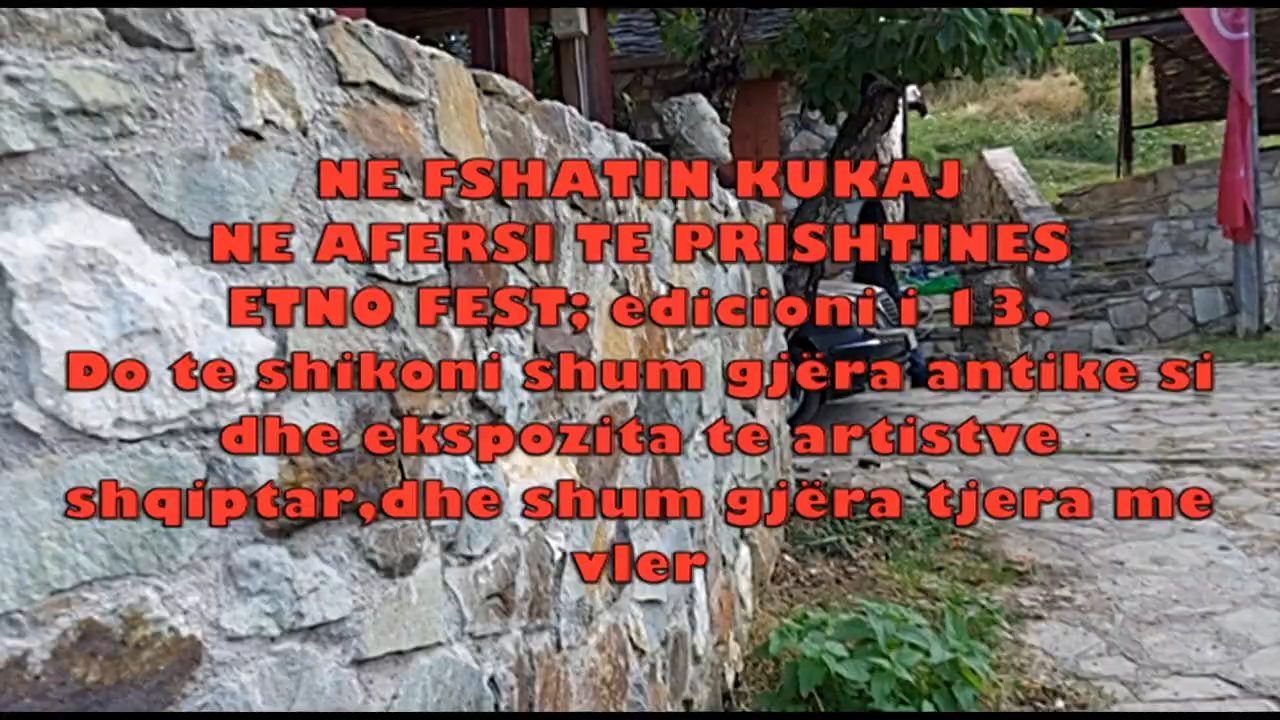 NE FSHATIN KUKAJ
NE AFERSI TE PRISHTINES
ETNO FEST; edicioni i 13.
Do te shikoni shum gjëra antike si
dhe ekspozita te artistve
shqiptar,dhe shum gjëra tjera me
vler